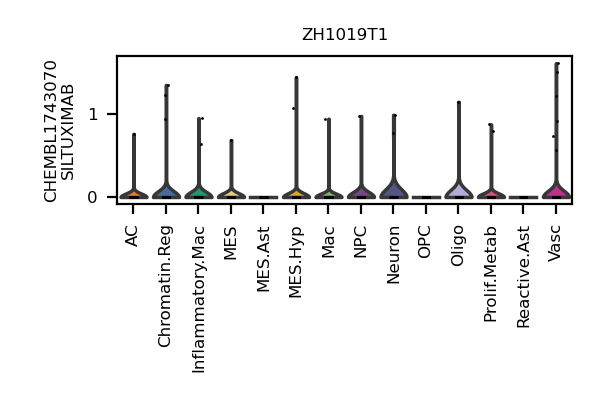 ZH1019T1
CHEMBL1743070
SILTUXIMAB
1
0
AC
Chromatin.Reg
Inflammatory.Mac
MES
MES.Ast
MES.Hyp
Mac
NPC
Neuron
OPC
Oligo
Prolif.Metab
Reactive.Ast
Vasc